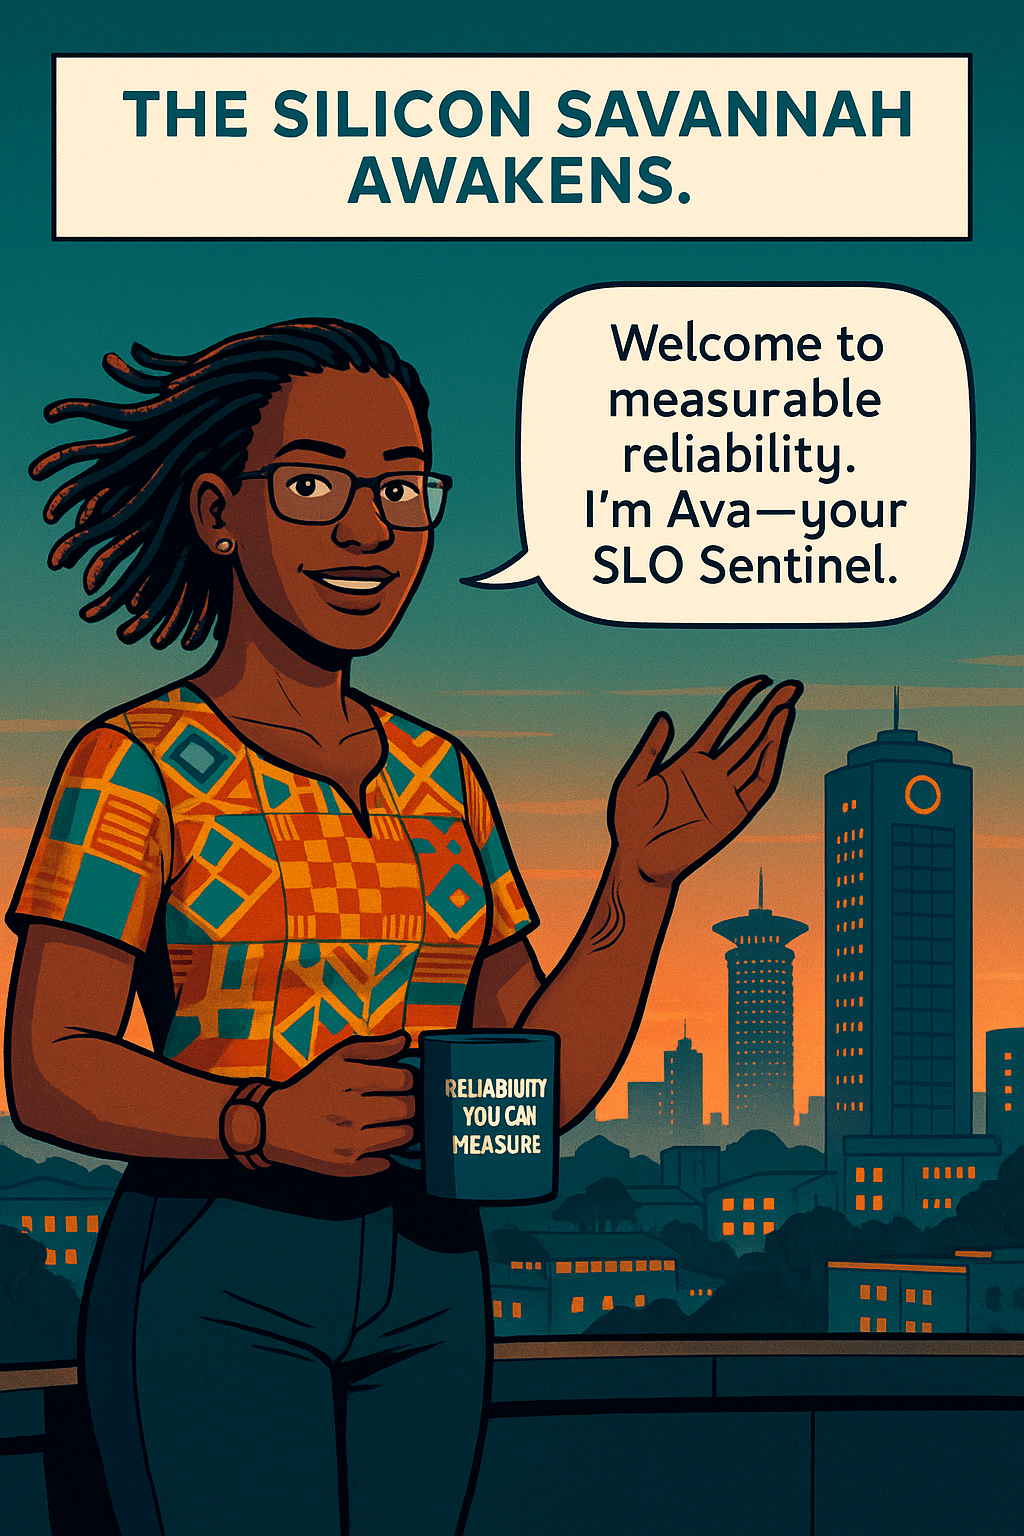 THE SILICON SAVANNAH
AWAKENS.
Welcome to
measurable
reliability.
I'm Ava—your
SLO Sentinel.
RELIABIUITY
YOU CAN
MEASURE